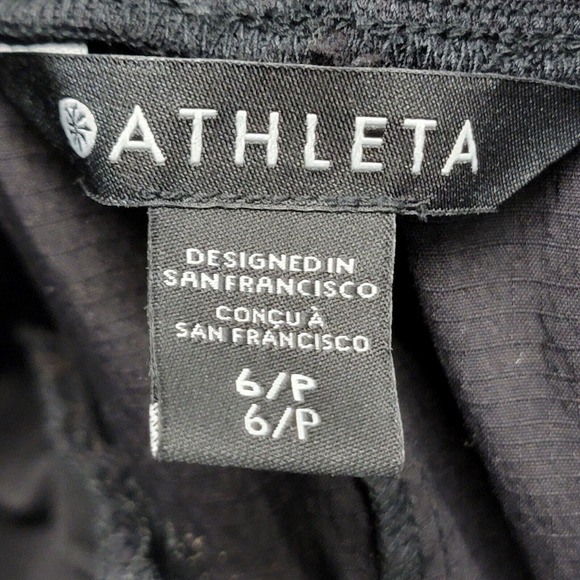 ATHLETA
DESIGNED IN
SAN FRANCISCO
CONÇU À
SAN FRANCISCO
6/P
6/P